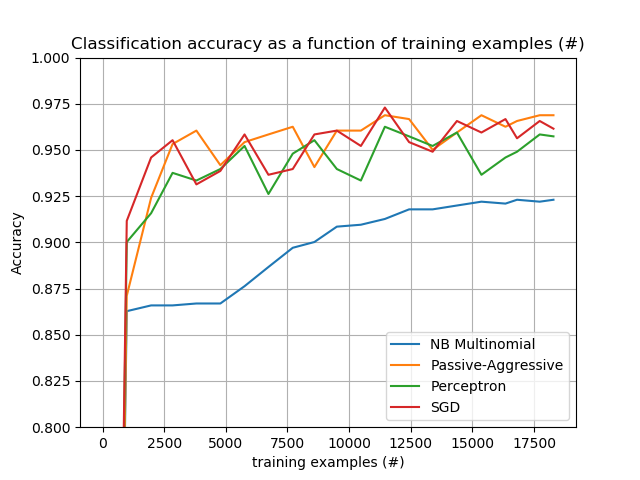 Classification accuracy as a function of training examples (#)
1.000
0.975
0.950
0.925
0.900
0.875
0.850
0.825
0.800
Accuracy
NB Multinomial
Passive-Aggressive
Perceptron
SGD
0 2500 5000 7500 10000 12500 15000 17500
training examples (#)